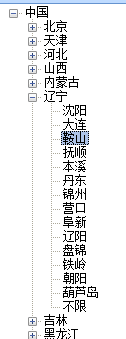 中国
北京
天津
河北
山西
内蒙古
辽宁
沈阳
大连
鞍山
抚顺
本溪
丹东
锦州
营口
阜新
辽阳
盘锦
铁岭
朝阳
葫芦岛
不限
吉林
黑龙江